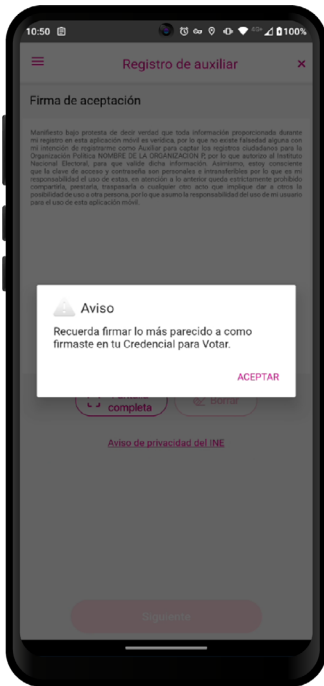 10:50 100%
Registro de auxiliar ×
Firma de aceptación
Manifiesto bajo protesta de decir verdad que toda información proporcionada durante
mi registro en esta aplicación móvil es verídica, por lo que no existe falsedad alguna con
mi intención de registrarme como Auxiliar para captar los registros ciudadanos para la
Organización Política NOMBRE DE LA ORGANIZACION P, por lo que autorizo al Instituto
Nacional Electoral, para que valide dicha información. Asimismo, estoy consciente
que la clave de acceso y contraseña son personales e intransferibles por lo que es mi
responsabilidad el uso de estas, en atención a lo anterior queda estrictamente prohibido
compartirla, prestarla, traspasarla o cualquier otro acto que implique dar a otros la
posibilidad de uso a otra persona, por lo que asumo la responsabilidad del uso de mi usuario
para el uso de esta aplicación móvil.
Aviso
Recuerda firmar lo más parecido a como
firmaste en tu Credencial para Votar.
ACEPTAR
completa Borrar
Aviso de privacidad del INE
Siguiente